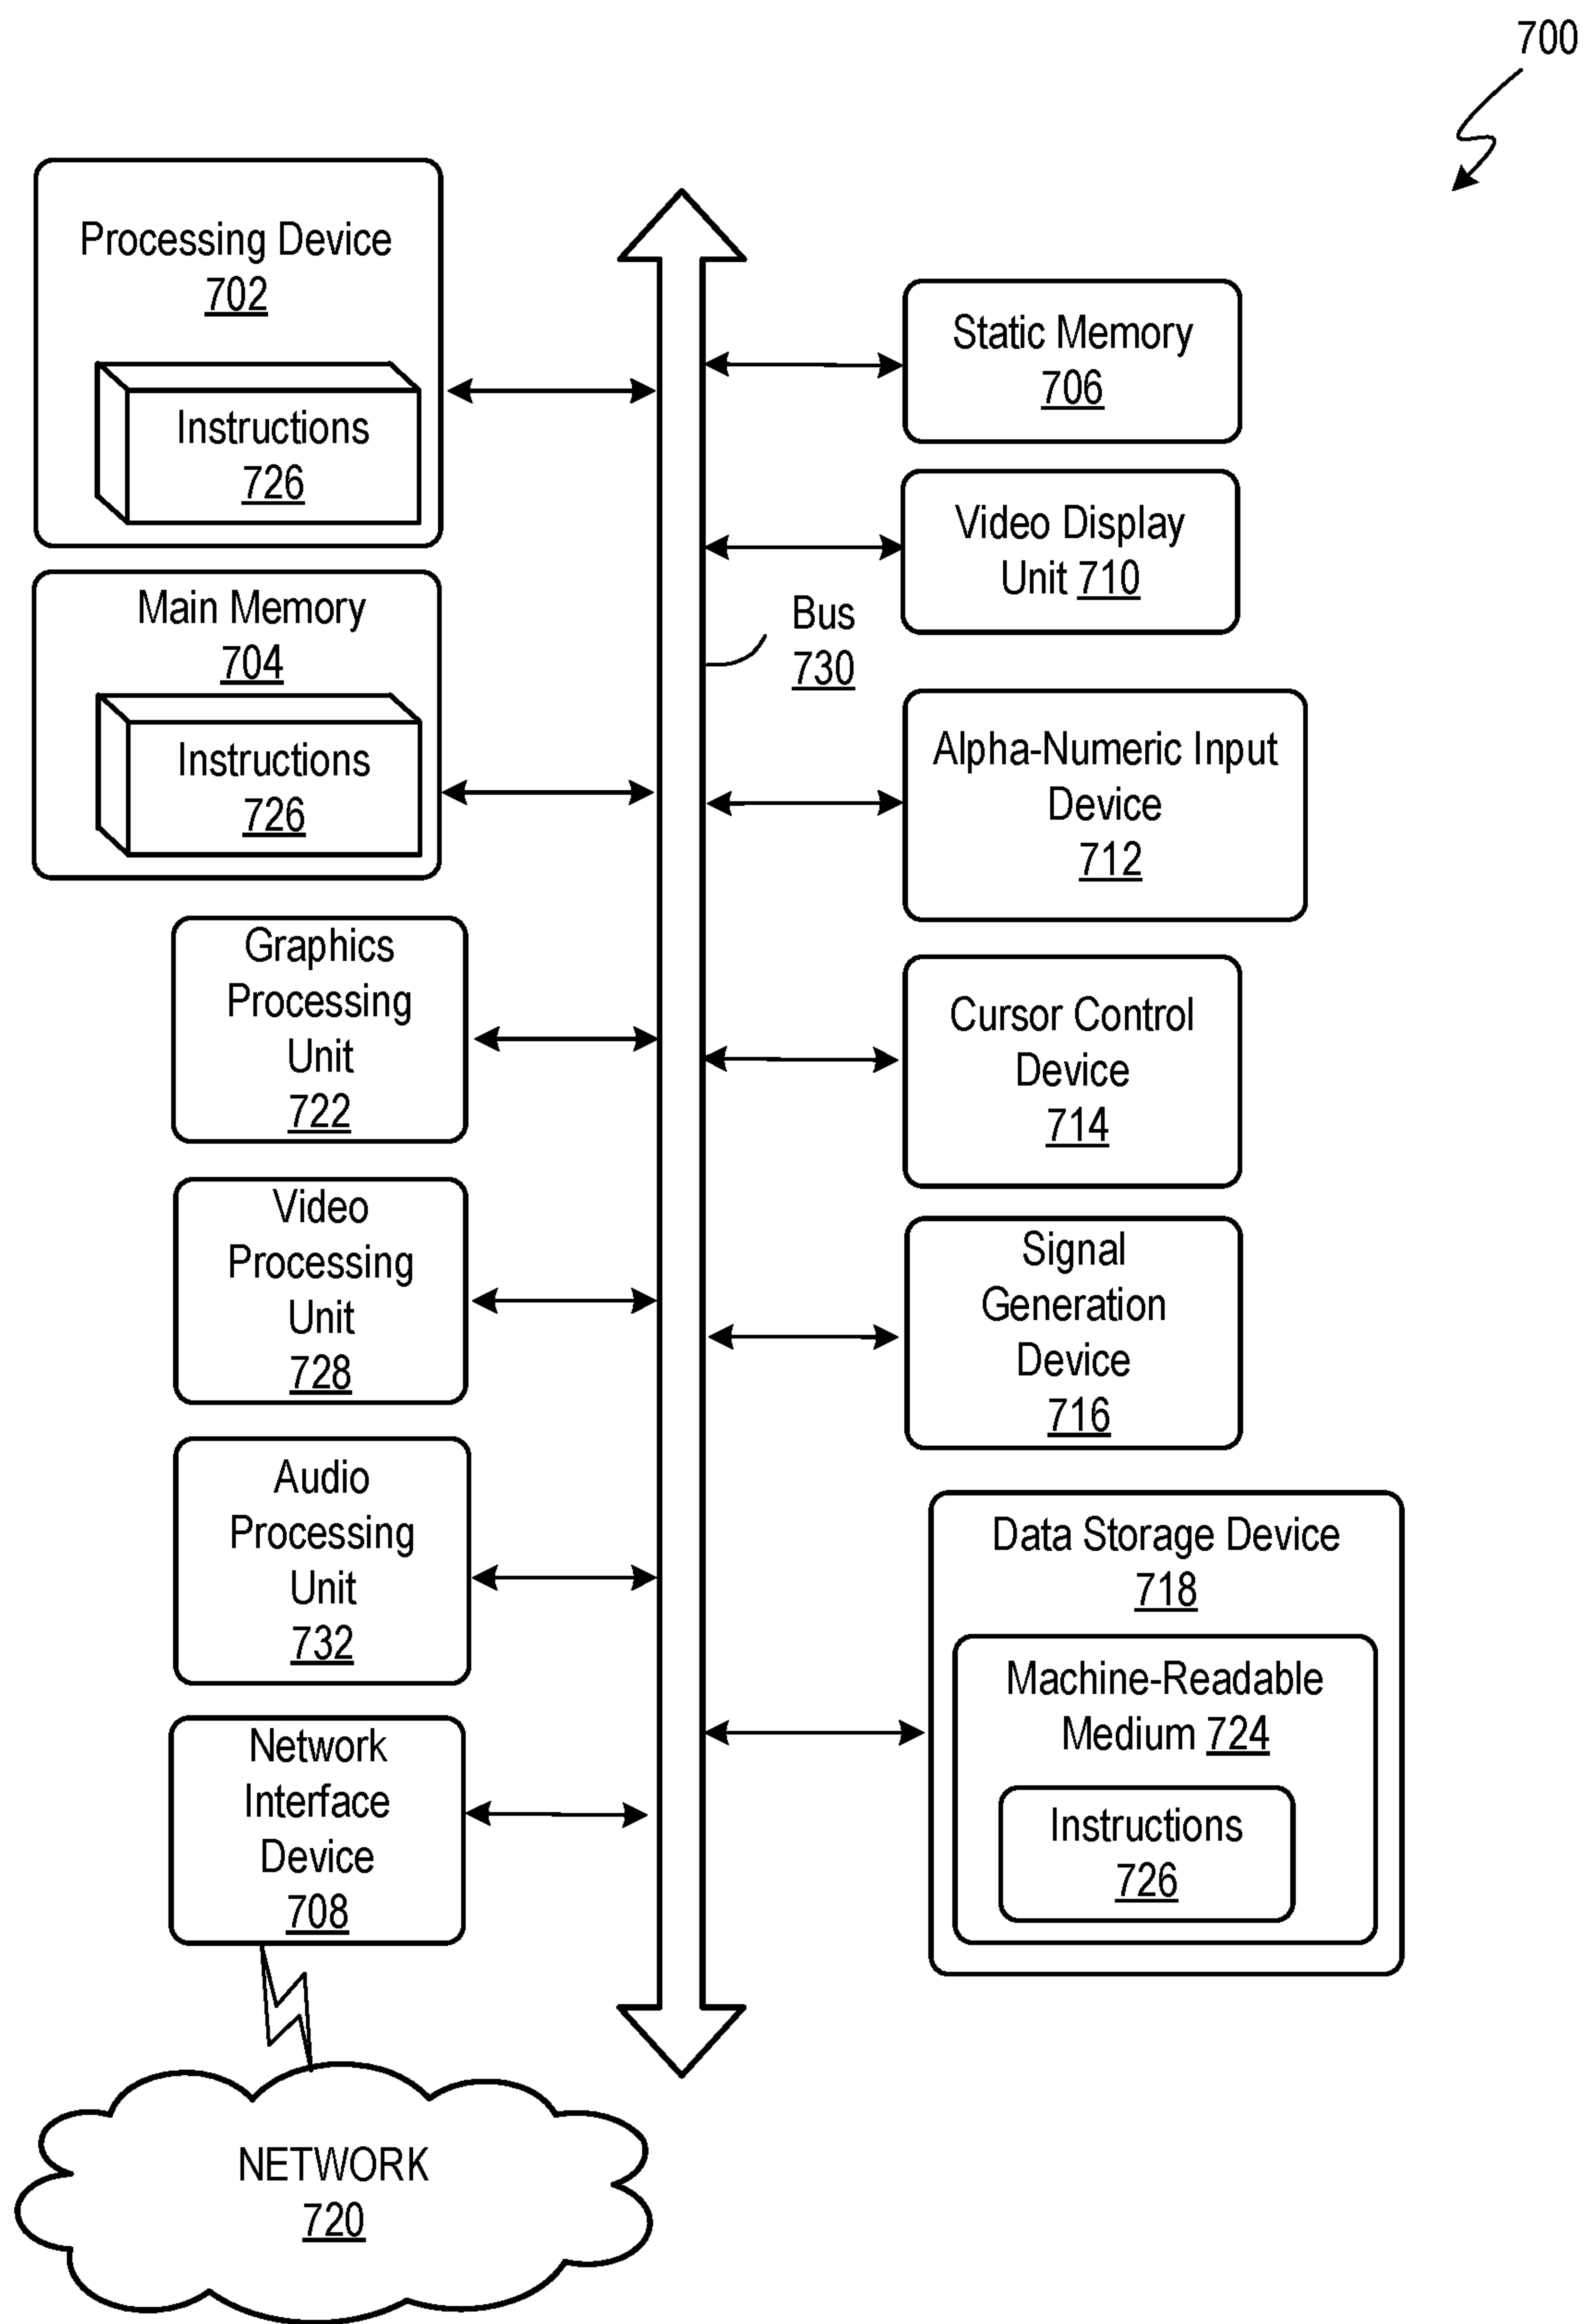 700
Processing Device
702
Instructions
726
Main Memory
704
Instructions
726
Graphics
Processing
Unit
722
Video
Processing
Unit
728
Audio
Processing
Unit
732
Network
Interface
Device
708
NETWORK
720
Bus
730
Static Memory
706
Video Display
Unit 710
Alpha-Numeric Input
Device
712
Cursor Control
Device
714
Signal
Generation
Device
716
Data Storage Device
718
Machine-Readable
Medium 724
Instructions
726